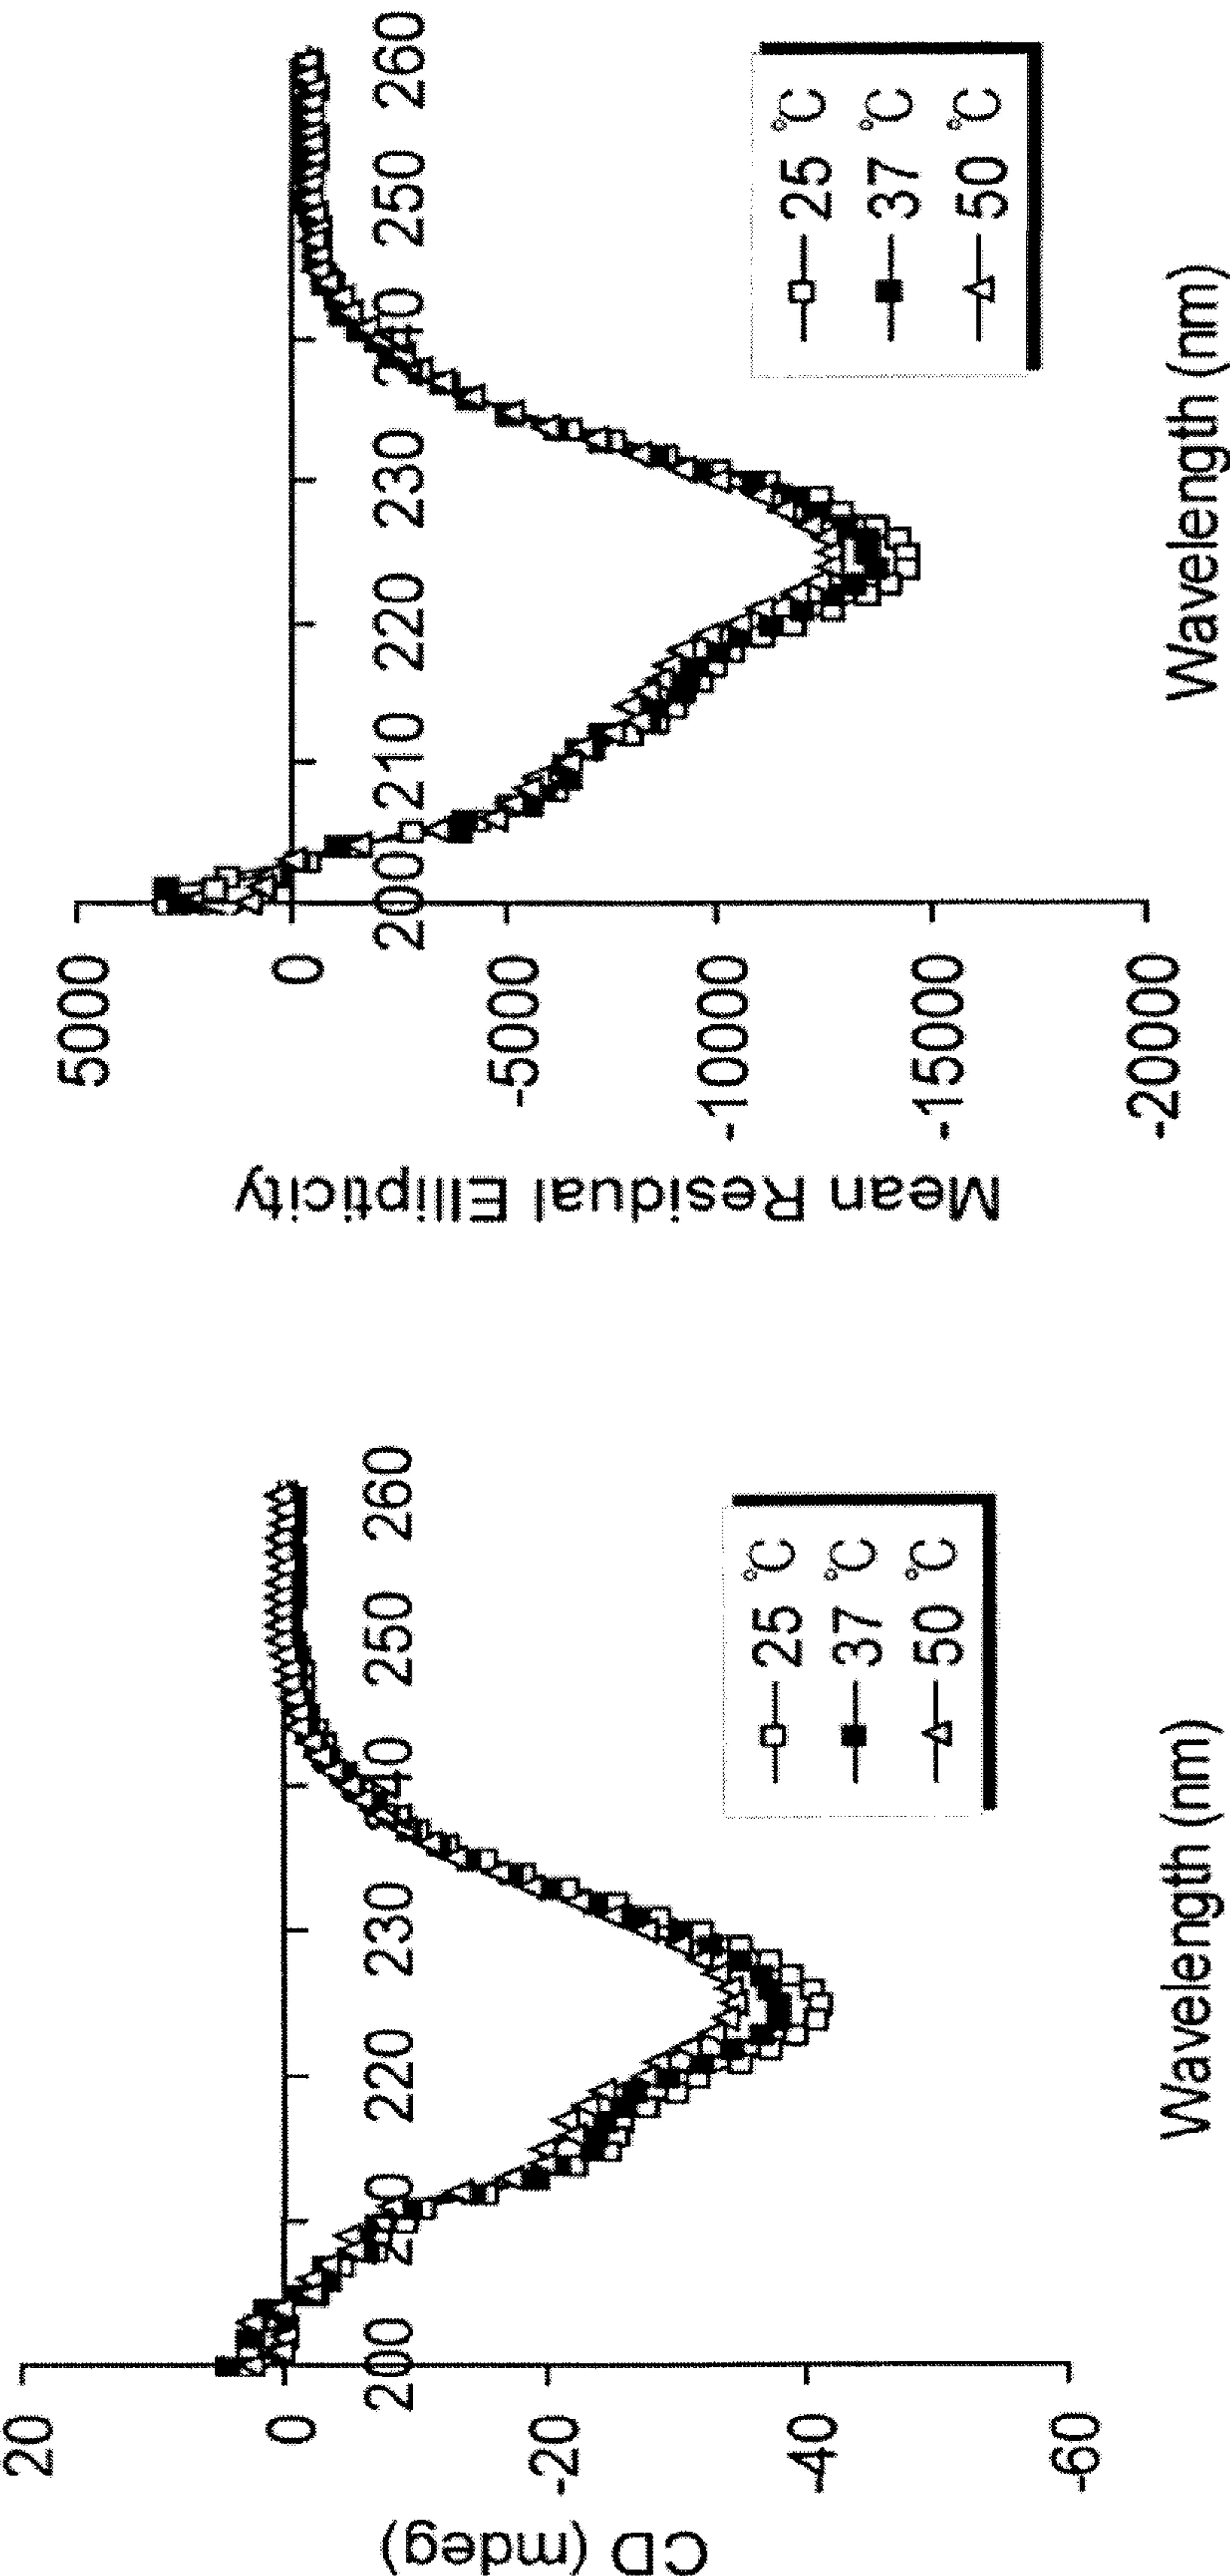 CD (mdeg)
20
0
-20
-40
-60
200
210
220
230
240
250
260
25 °C
37 °C
50 °C
Wavelength (nm)
Mean Residual Ellipticity
5000
0
-5000
-10000
-15000
-20000
200
210
220
230
240
250
260
25 °C
37 °C
50 °C
Wavelength (nm)